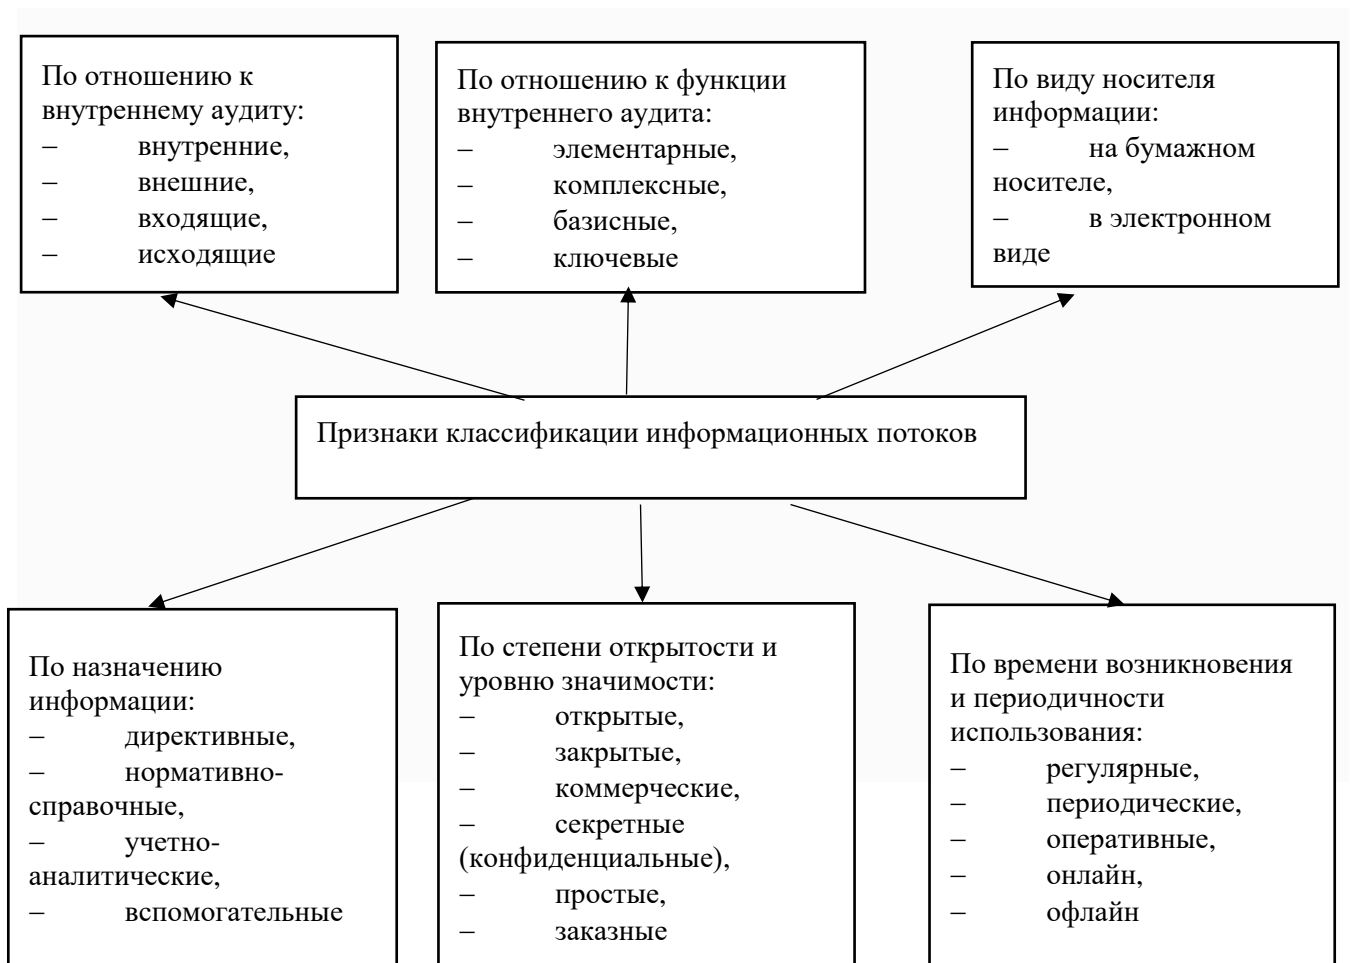 По отношению к
внутреннему аудиту:
– внутренние,
– внешние,
– входящие,
– исходящие
По отношению к функции
внутреннего аудита:
– элементарные,
– комплексные,
– базисные,
– ключевые
По виду носителя
информации:
– на бумажном
носителе,
– в электронном
виде
Признаки классификации информационных потоков
По назначению
информации:
– директивные,
– нормативно-
справочные,
– учетно-
аналитические,
– вспомогательные
По степени открытости и
уровню значимости:
– открытые,
– закрытые,
– коммерческие,
– секретные
(конфиденциальные),
– простые,
– заказные
По времени возникновения
и периодичности
использования:
– регулярные,
– периодические,
– оперативные,
– онлайн,
– офлайн